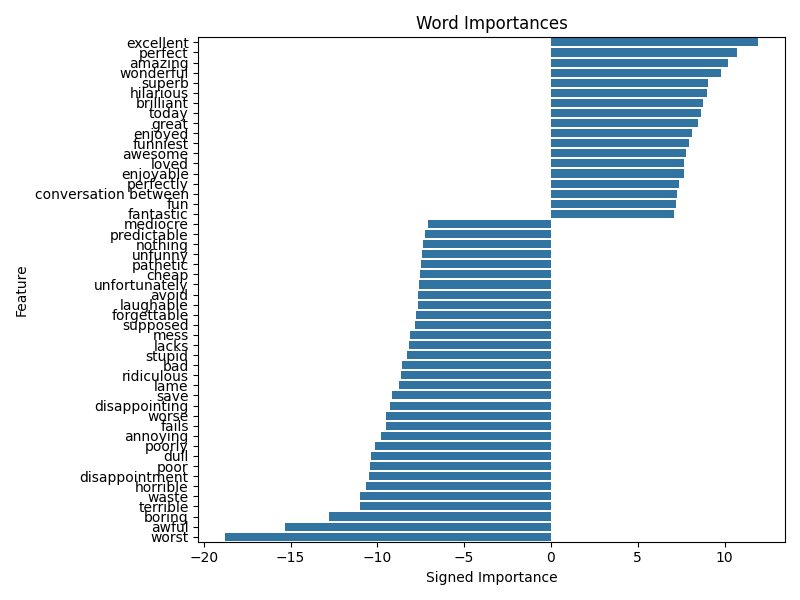 Word Importances
excellent
perfect
amazing
wonderful
superb
hilarious
brilliant
today
great
enjoyed
funniest
awesome
loved
enjoyable
perfectly
conversation between
fun
fantastic
mediocre
predictable
nothing
unfunny
pathetic
cheap
unfortunately
avoid
laughable
forgettable
supposed
mess
lacks
stupid
bad
ridiculous
lame
save
disappointing
worse
fails
annoying
poorly
dull
poor
disappointment
horrible
waste
terrible
boring
awful
worst
Feature
−20 −15 −10 −5 0 5 10
Signed Importance